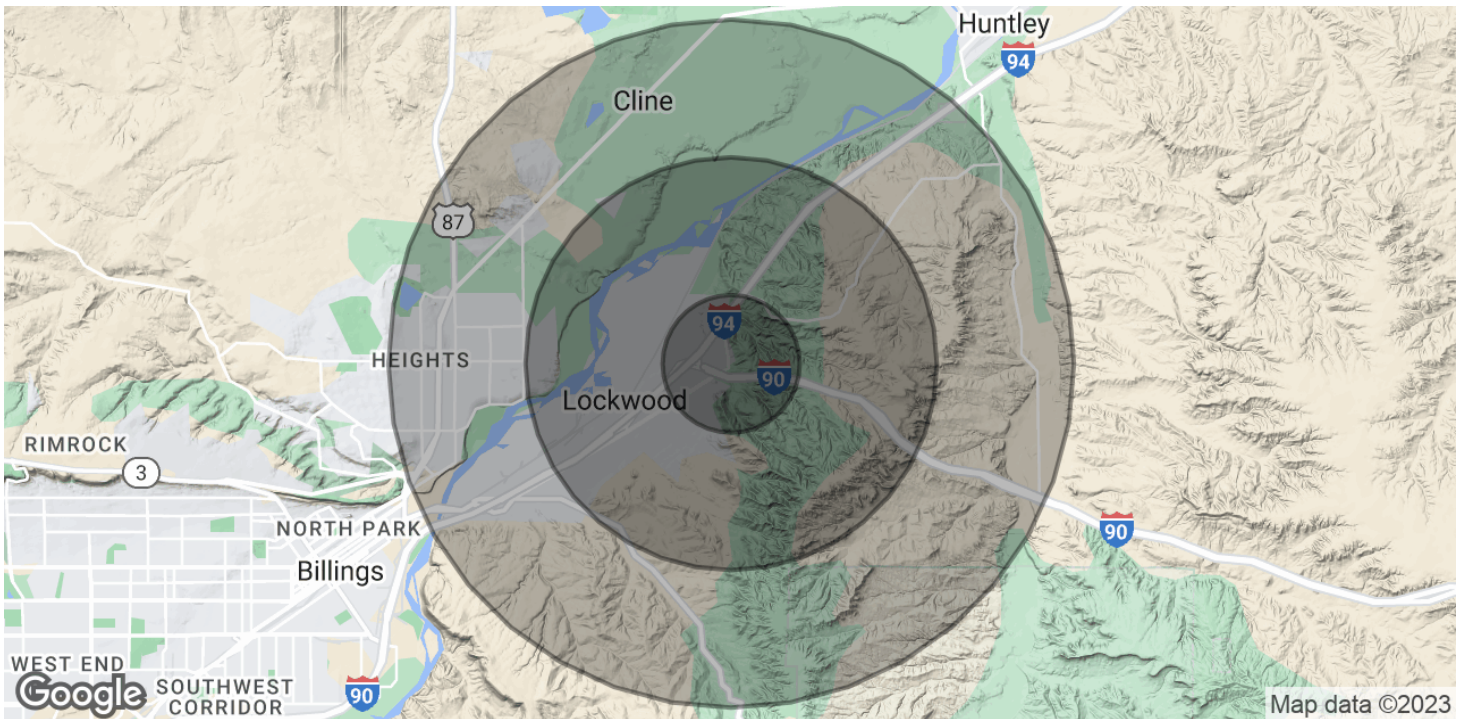 Huntley
94
Cline
87
94
HEIGHTS
90
Lockwood
RIMROCK
3
NORTH PARK
90
Billings
WEST END
SOUTHWEST
CORRIDOR
90
Google
Map data ©2023